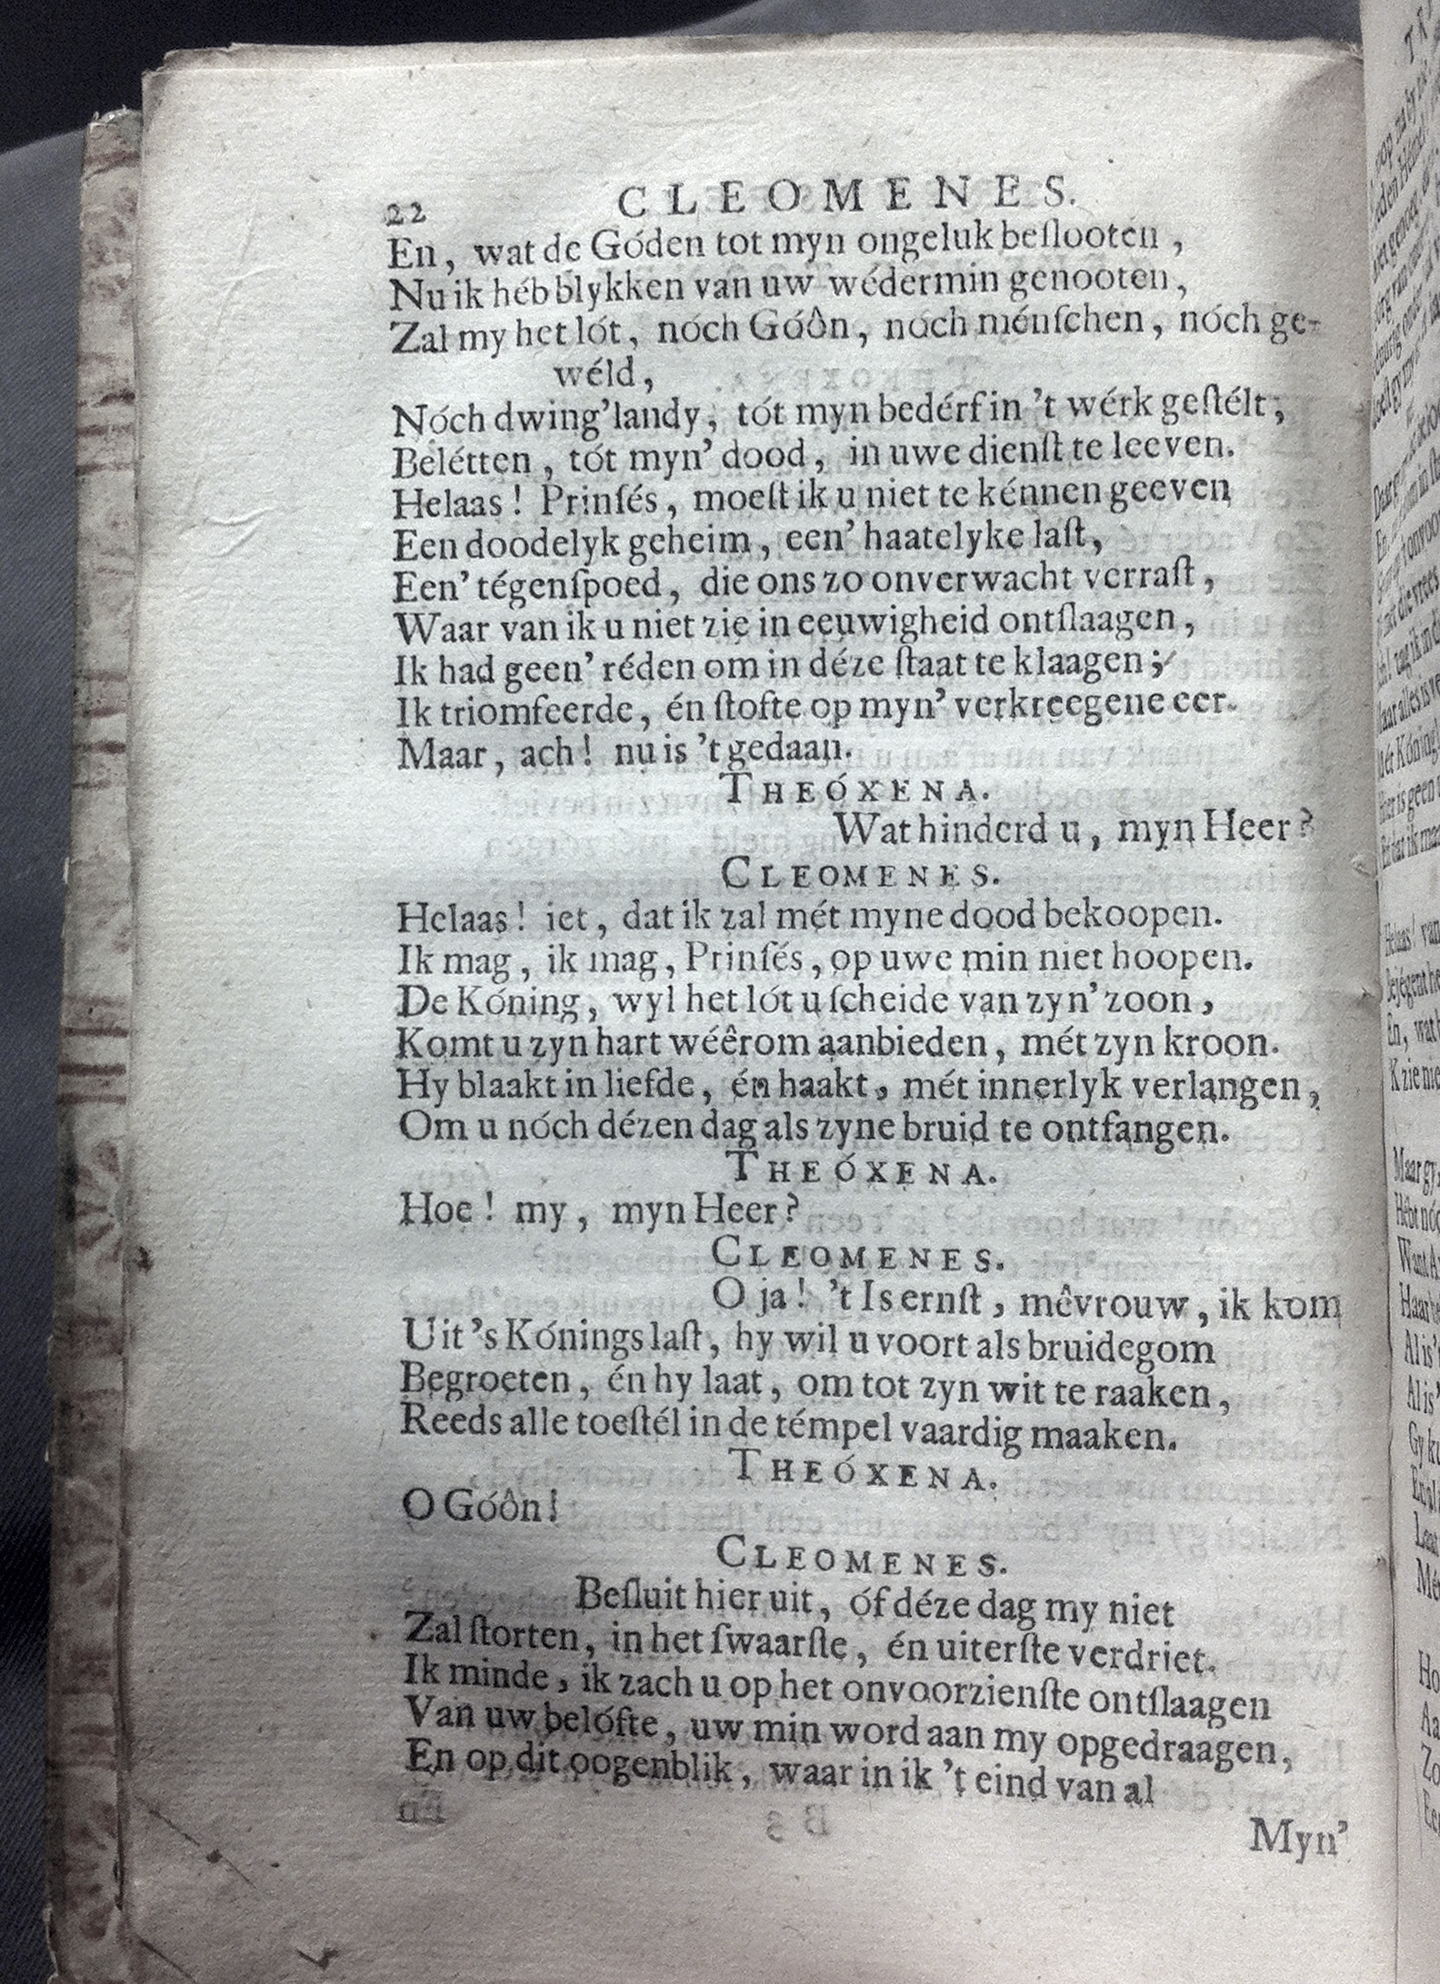 22 CLEOMENES.
En, wat de Góden tot myn ongeluk beſlooten,
Nu ik héb blykken van uw wédermin genooten,
Zal my het lót, nóch Góôn, nóch ménſchen, nóch ge-
wéld,
Nóch dwing'landy, tót myn bedérf in 't wérk geſtélt,
Belétten, tót myn' dood, in uwe dienſt te leeven.
Helaas! Prinſés, moeſt ik u niet te kénnen geeven
Een doodelyk geheim, een' haatelyke laſt,
Een' tégenſpoed, die ons zo onverwacht verraſt,
Waar van ik u niet zie in eeuwigheid ontſlaagen,
Ik had geen' réden om in déze ſtaat te klaagen;
Ik triomfeerde, én ſtofte op myn' verkreegene eer.
Maar, ach! nu is 't gedaan.
THEÓXENA.
Wat hinderd u, myn Heer?
CLEOMENES.
Helaas! iet, dat ik zal mét myne dood bekoopen.
Ik mag, ik mag, Prinſés, op uwe min niet hoopen.
De Kóning, wyl het lót u ſcheide van zyn' zoon,
Komt u zyn hart wéêrom aanbieden, mét zyn kroon.
Hy blaakt in liefde, én haakt, mét innerlyk verlangen,
Om u nóch dézen dag als zyne bruid te ontfangen.
THEÓXENA.
Hoe! my, myn Heer?
CLEOMENES.
O ja! 't Is ernſt, mêvrouw, ik kom
Uit 's Kónings laſt, hy wil u voort als bruidegom
Begroeten, én hy laat, om tot zyn wit te raaken,
Reeds alle toeſtél in de témpel vaardig maaken.
THEÓXENA.
O Góôn!
CLEOMENES.
Beſluit hier uit, óf déze dag my niet
Zal ſtorten, in het ſwaarſte, én uiterſte verdriet.
Ik minde, ik zach u op het onvoorzienſte ontſlaagen
Van uw belófte, uw min word aan my opgedraagen,
En op dit oogenblik, waar in ik 't eind van al
Myn'